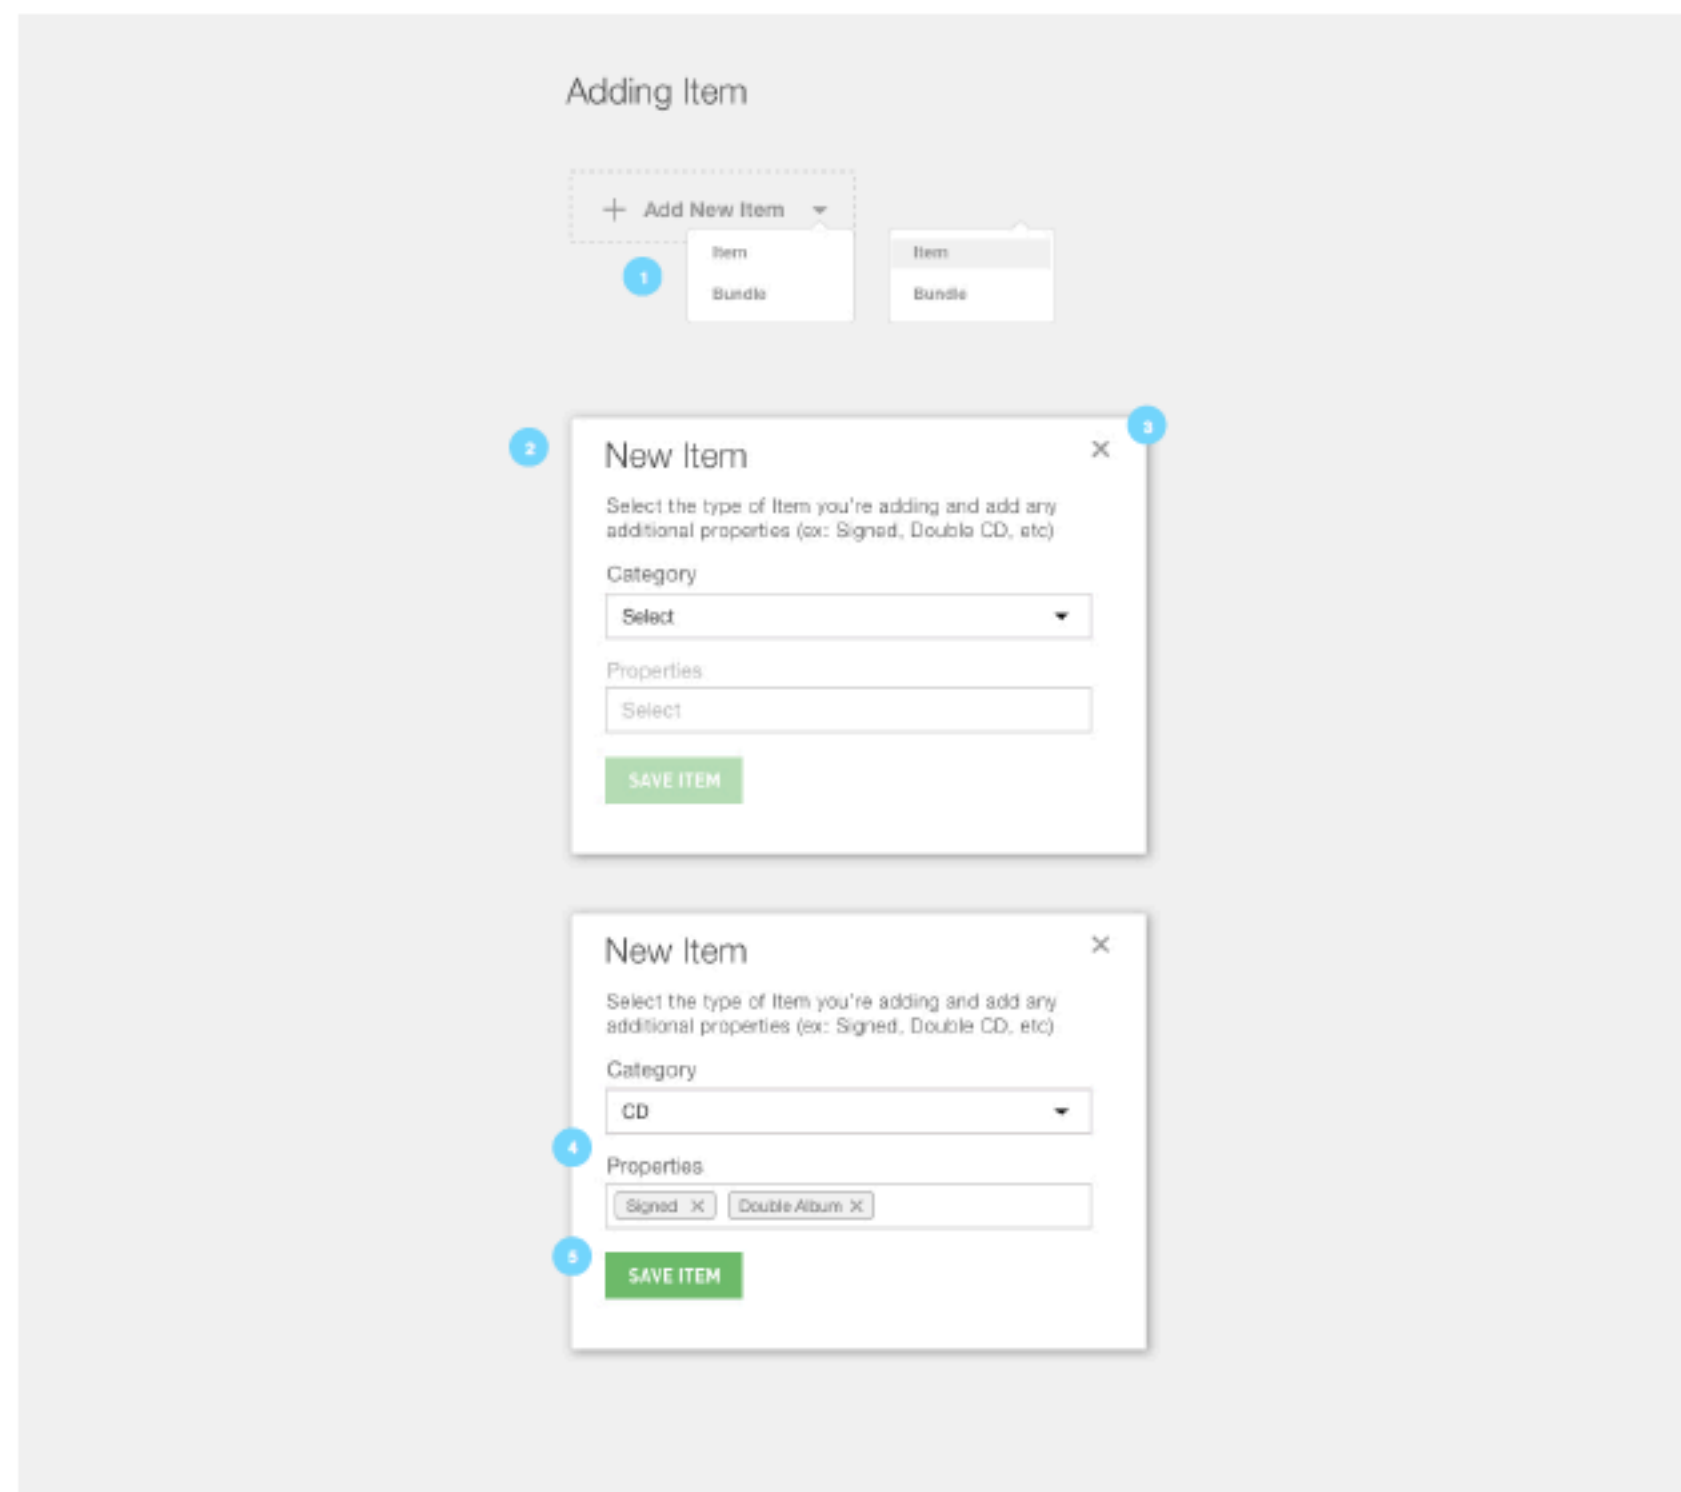 Adding Item
Add New Item
Item
Bundle
Item
Bundle
1
2
3
New Item
Select the type of Item you're adding and add any
additional properties (ex: Signed, Double CD, etc)
Category
Select
Properties
Select
SAVE ITEM
New Item
Select the type of Item you're adding and add any
additional properties (ex: Signed, Double CD, etc)
Category
CD
4
Properties
Signed Double Album
5
SAVE ITEM